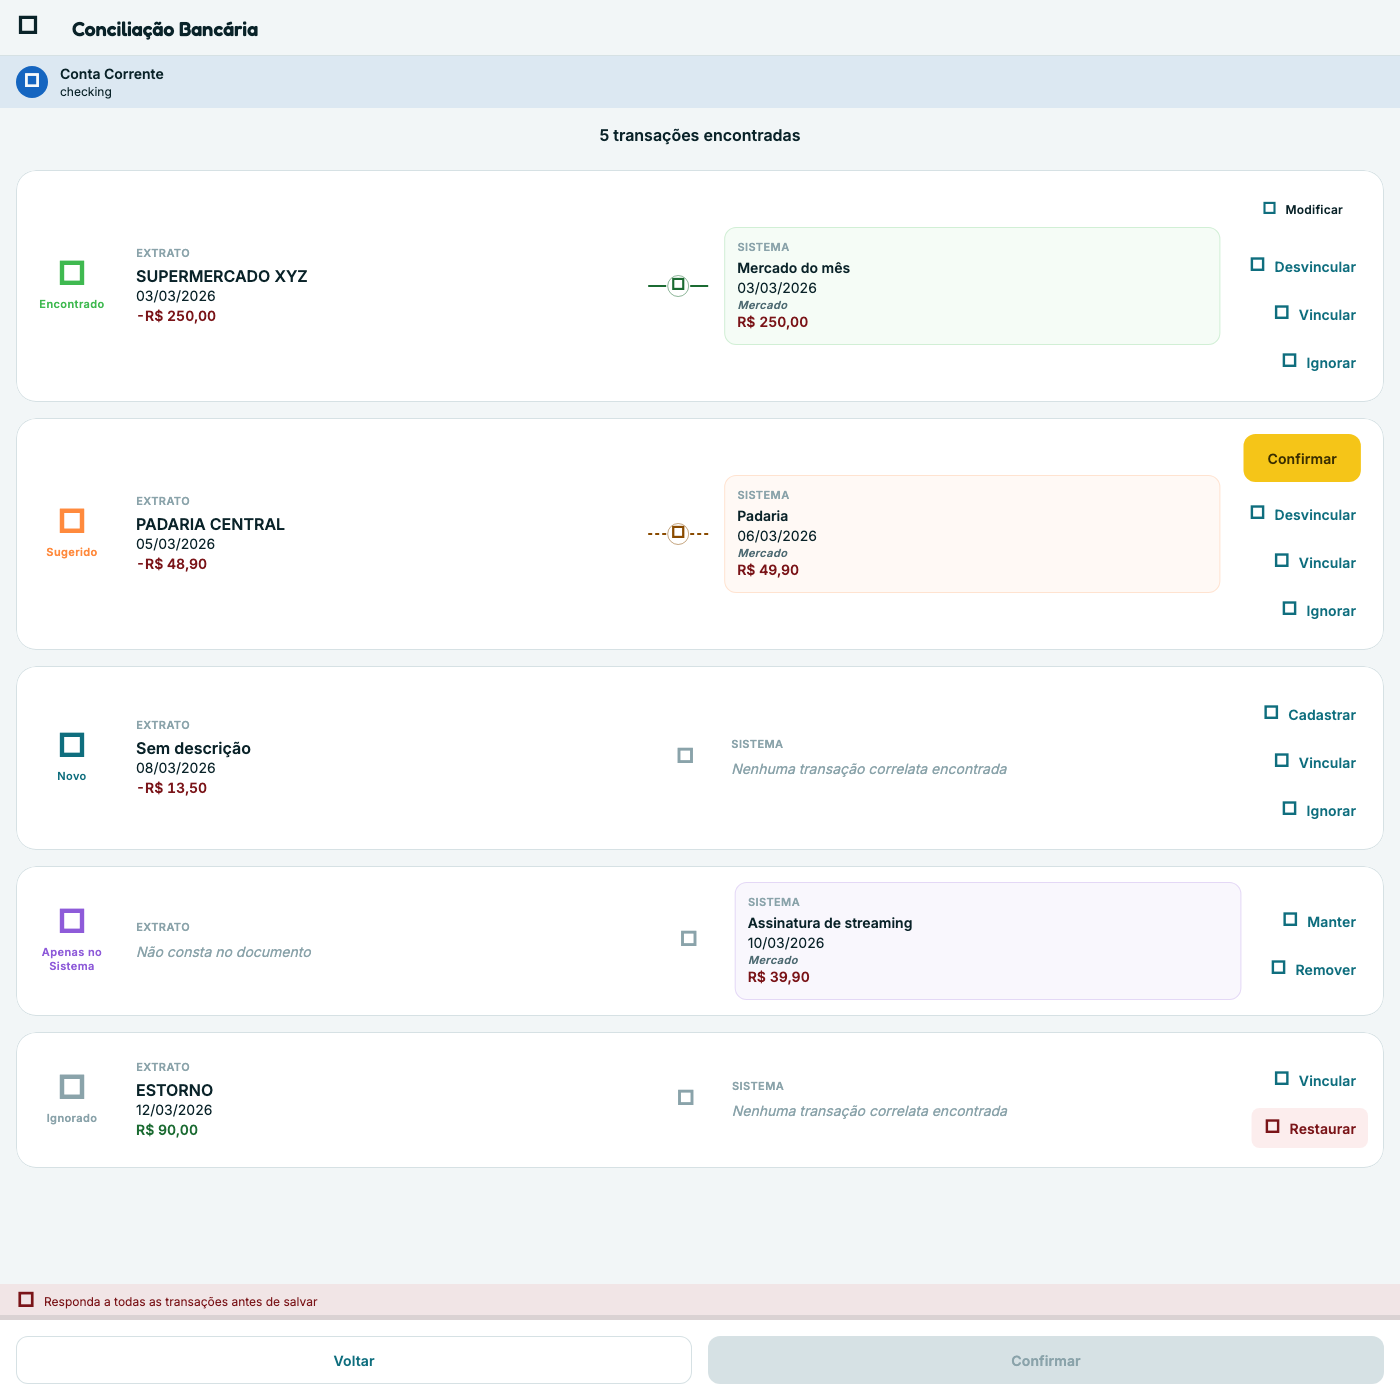 Conciliação Bancária
Conta Corrente
checking
5 transações encontradas
Encontrado
EXTRATO
SUPERMERCADO XYZ
03/03/2026
-R$ 250,00
SISTEMA
Mercado do mês
03/03/2026
Mercado
R$ 250,00
Modificar
Desvincular
Vincular
Ignorar
Sugerido
EXTRATO
PADARIA CENTRAL
05/03/2026
-R$ 48,90
SISTEMA
Padaria
06/03/2026
Mercado
R$ 49,90
Confirmar
Desvincular
Vincular
Ignorar
Novo
EXTRATO
Sem descrição
08/03/2026
-R$ 13,50
SISTEMA
Nenhuma transação correlata encontrada
Cadastrar
Vincular
Ignorar
Apenas no
Sistema
EXTRATO
Não consta no documento
SISTEMA
Assinatura de streaming
10/03/2026
Mercado
R$ 39,90
Manter
Remover
Ignorado
EXTRATO
ESTORNO
12/03/2026
R$ 90,00
SISTEMA
Nenhuma transação correlata encontrada
Vincular
Restaurar
Responda a todas as transações antes de salvar
Voltar
Confirmar